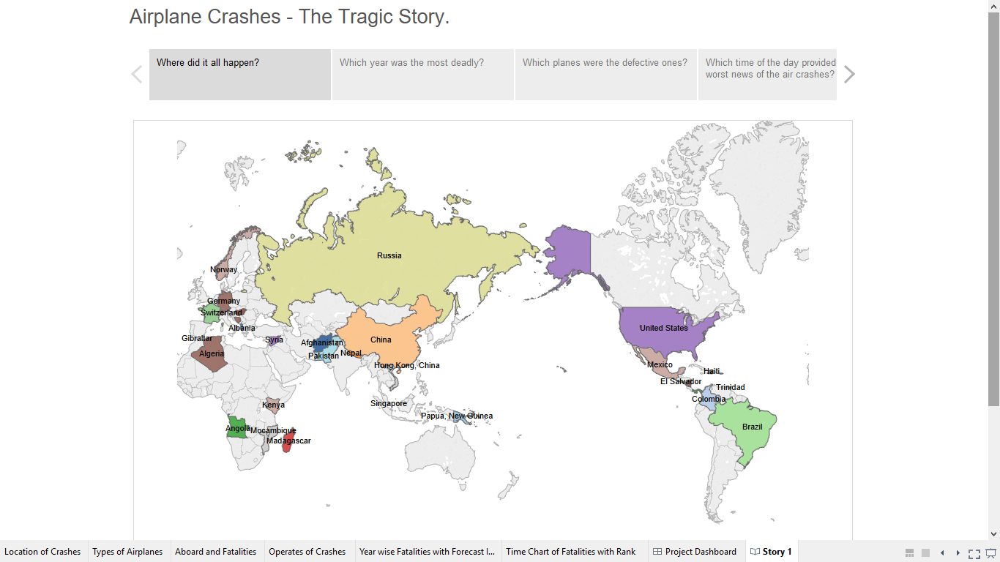 Airplane Crashes - The Tragic Story.
Where did it all happen?
Which year was the most deadly?
Which planes were the defective ones?
Which time of the day provided
worst news of the air crashes?
Russia
Norway
Germany
Switzerland
Albania
Gibraltar
Syria
Algeria
Afghanistan
Pakistan
Nepal
China
Hong Kong, China
United States
Mexico
Haiti
El Salvador
Trinidad
Colombia
Kenya
Singapore
Papua, New Guinea
Brazil
Angola
Mocambique
Madagascar
Location of Crashes
Types of Airplanes
Aboard and Fatalities
Operates of Crashes
Year wise Fatalities with Forecast I...
Time Chart of Fatalities with Rank
Project Dashboard
Story 1